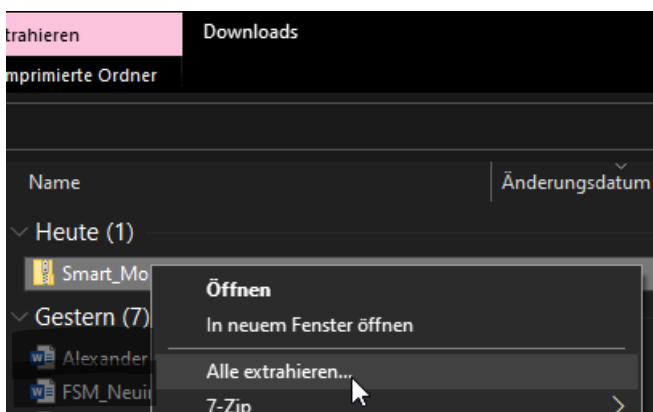 trahieren
Downloads
mprimierte Ordner
Name
Änderungsdatum
Heute (1)
Smart_Mo
Öffnen
Gestern (7)
In neuem Fenster öffnen
Alexander
Alle extrahieren...
FSM_Neuin
7-Zip